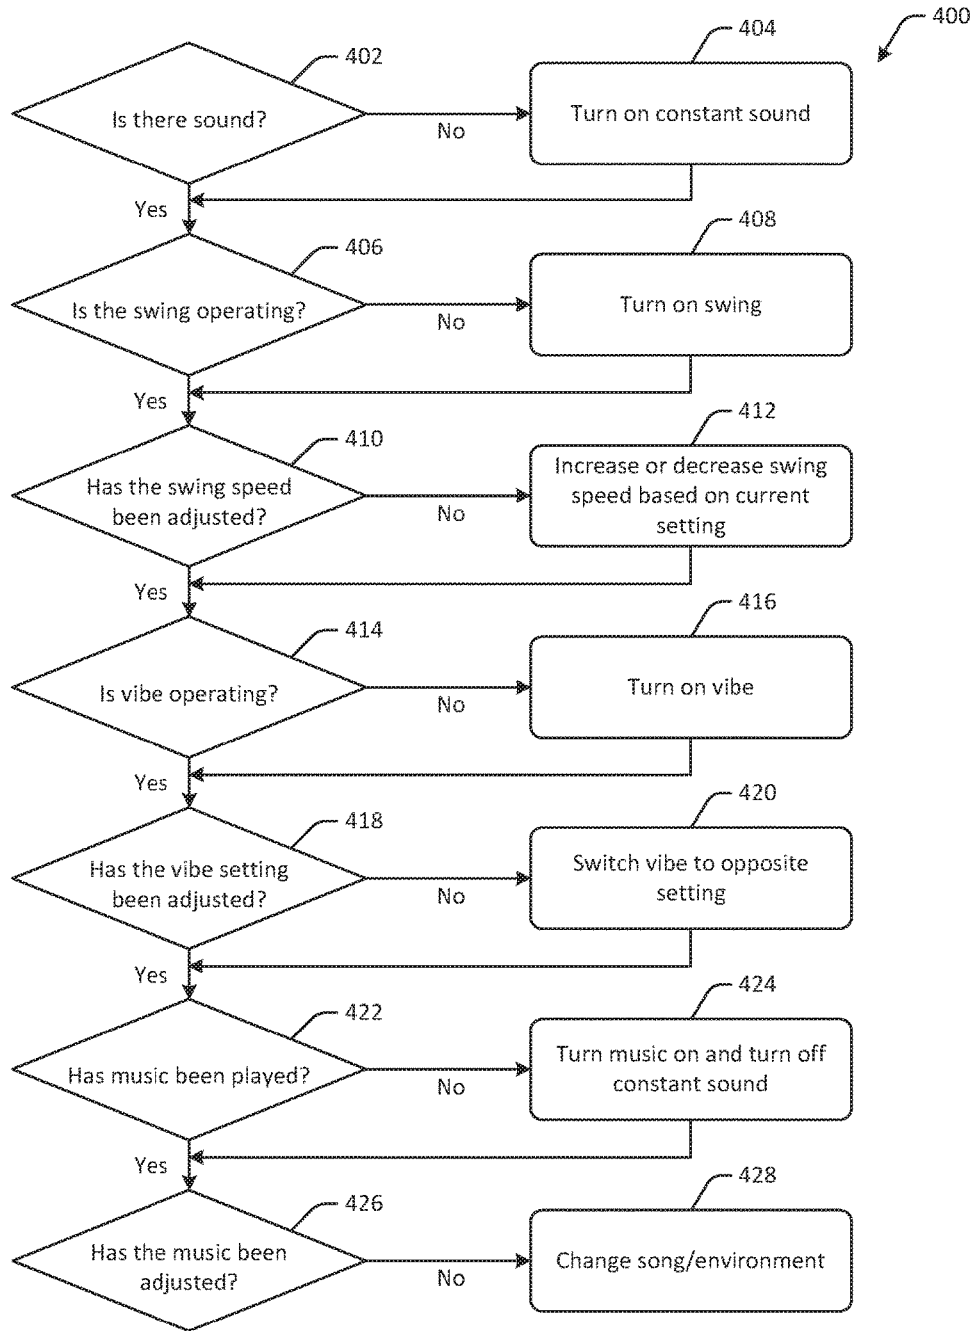 400
402
404
Is there sound?
No
Turn on constant sound
Yes
406
408
Is the swing operating?
No
Turn on swing
Yes
410
412
Has the swing speed
been adjusted?
No
Increase or decrease swing
speed based on current
setting
Yes
414
416
Is vibe operating?
No
Turn on vibe
Yes
418
420
Has the vibe setting
been adjusted?
No
Switch vibe to opposite
setting
Yes
422
424
Has music been played?
No
Turn music on and turn off
constant sound
Yes
426
428
Has the music been
adjusted?
No
Change song/environment